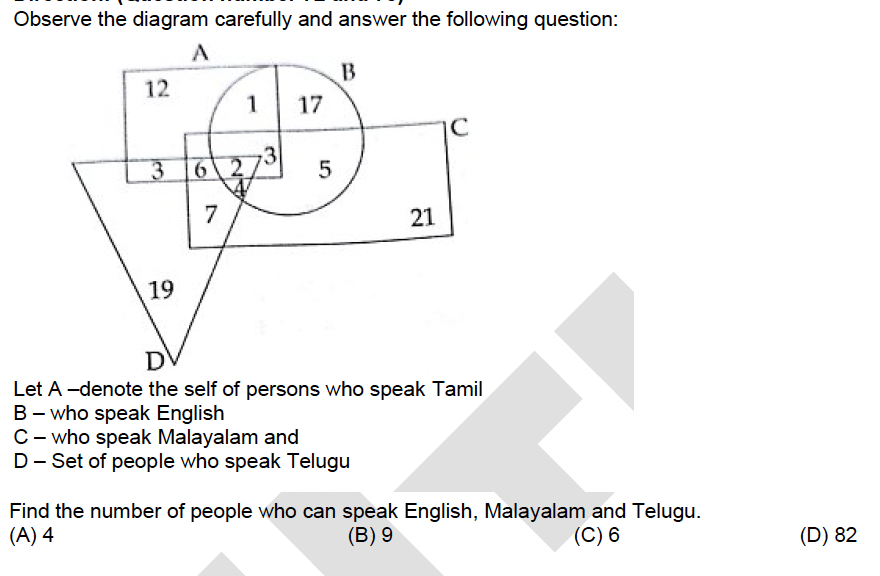 Observe the diagram carefully and answer the following question:
A
B
12
1 17
C
3 6 2 3 5
4
7 21
19
D
Let A –denote the self of persons who speak Tamil
B – who speak English
C – who speak Malayalam and
D – Set of people who speak Telugu
Find the number of people who can speak English, Malayalam and Telugu.
(A) 4 (B) 9 (C) 6 (D) 82